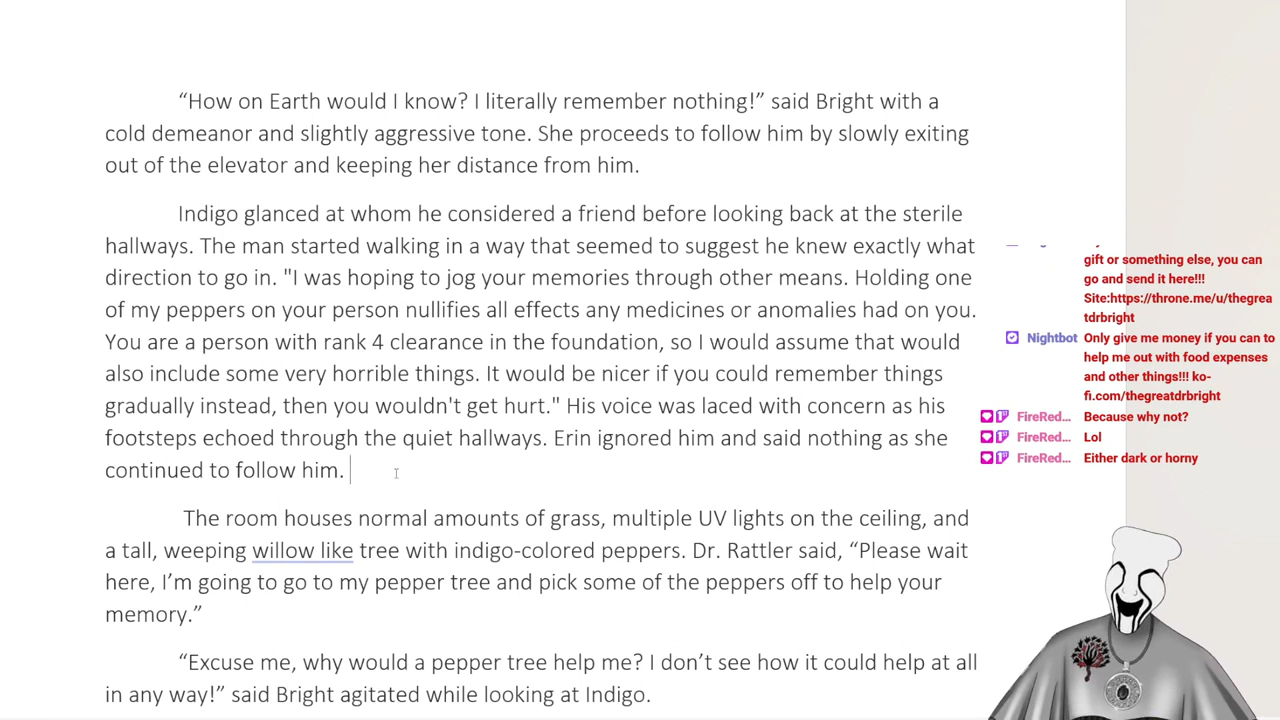 “How on Earth would I know? I literally remember nothing!” said Bright with a
cold demeanor and slightly aggressive tone. She proceeds to follow him by slowly exiting
out of the elevator and keeping her distance from him.
Indigo glanced at whom he considered a friend before looking back at the sterile
hallways. The man started walking in a way that seemed to suggest he knew exactly what
direction to go in. "I was hoping to jog your memories through other means. Holding one
of my peppers on your person nullifies all effects any medicines or anomalies had on you.
You are a person with rank 4 clearance in the foundation, so I would assume that would
also include some very horrible things. It would be nicer if you could remember things
gradually instead, then you wouldn't get hurt." His voice was laced with concern as his
footsteps echoed through the quiet hallways. Erin ignored him and said nothing as she
continued to follow him.
The room houses normal amounts of grass, multiple UV lights on the ceiling, and
a tall, weeping willow like tree with indigo-colored peppers. Dr. Rattler said, “Please wait
here, I’m going to go to my pepper tree and pick some of the peppers off to help your
memory.”
“Excuse me, why would a pepper tree help me? I don’t see how it could help at all
in any way!” said Bright agitated while looking at Indigo.
gift or something else, you can
go and send it here!!!
Site:https://throne.me/u/thegrea
tdrbright
Nightbot Only give me money if you can to
help me out with food expenses
and other things!!! ko-
fi.com/thegreatdrbright
FireRed... Because why not?
FireRed... Lol
FireRed... Either dark or horny